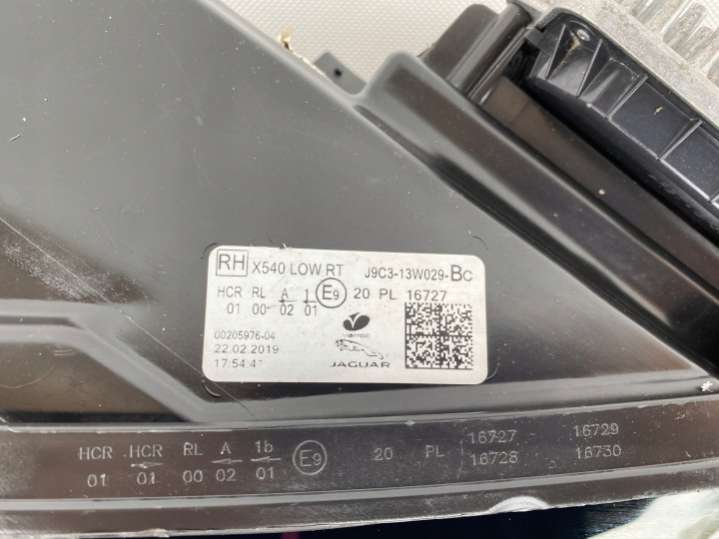 RH X540 LOW RT J9C3-13W029-BC
HCR RL A 1 E9 20 PL 16727
01 00 02 01
00205976-04
22.02.2019
17:54:4
JAGUAR
HCR HCR RL A 1b E9 20 PL 16727 16729
01 01 00 02 01 16728 16730